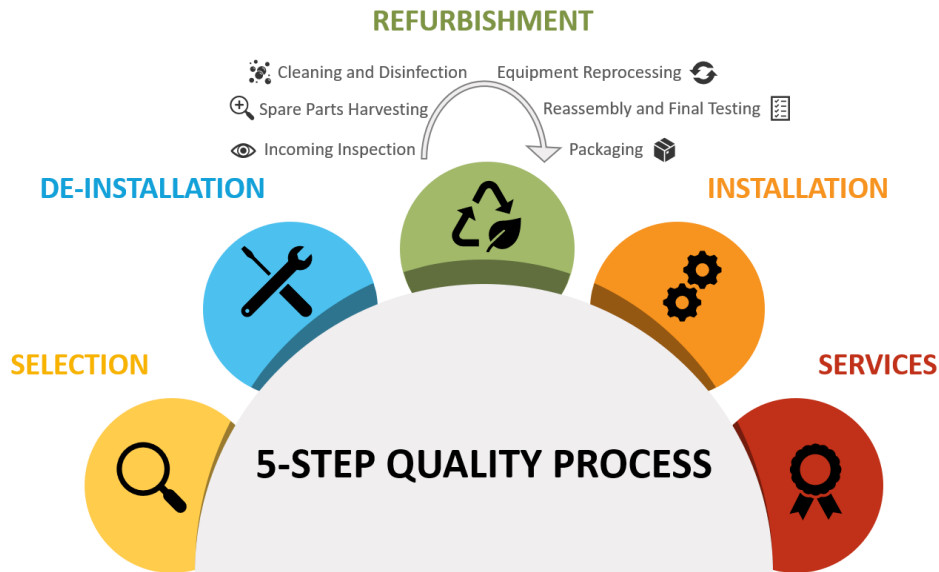 REFURBISHMENT
Cleaning and Disinfection
Equipment Reprocessing
Spare Parts Harvesting
Reassembly and Final Testing
Incoming Inspection
Packaging
DE-INSTALLATION
INSTALLATION
SELECTION
SERVICES
5-STEP QUALITY PROCESS